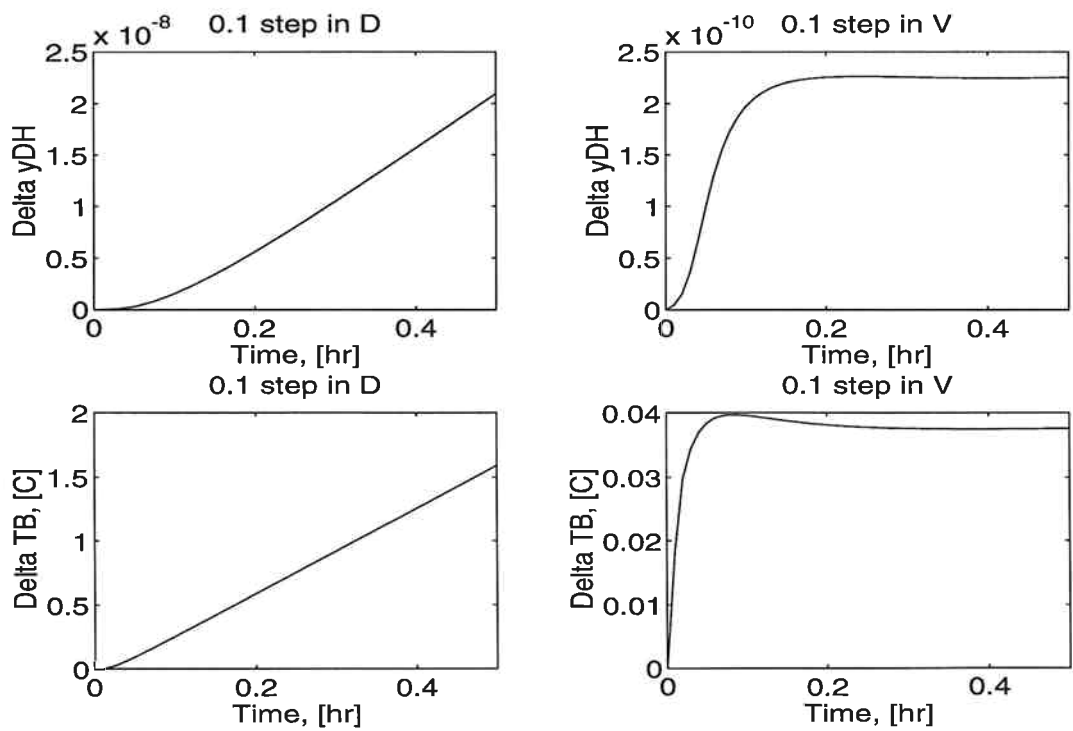 0.1 step in D
x 10^-8
2.5
2
1.5
1
0.5
0
Delta yDH
0 0.2 0.4
Time, [hr]
0.1 step in V
x 10^-10
2.5
2
1.5
1
0.5
0
Delta yDH
0 0.2 0.4
Time, [hr]
0.1 step in D
2
1.5
1
0.5
0
Delta TB, [C]
0 0.2 0.4
Time, [hr]
0.1 step in V
0.04
0.03
0.02
0.01
0
Delta TB, [C]
0 0.2 0.4
Time, [hr]